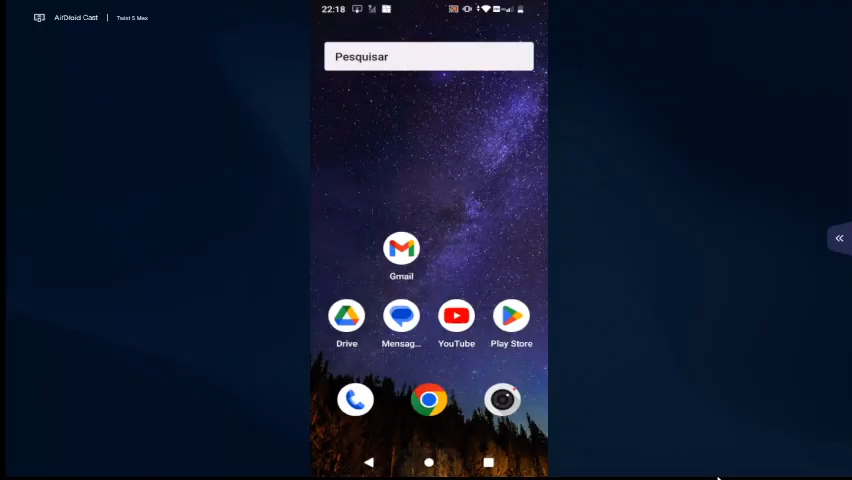 AirDroid Cast | Twist 5 Max
22:18
Pesquisar
Gmail
Drive Mensag... YouTube Play Store